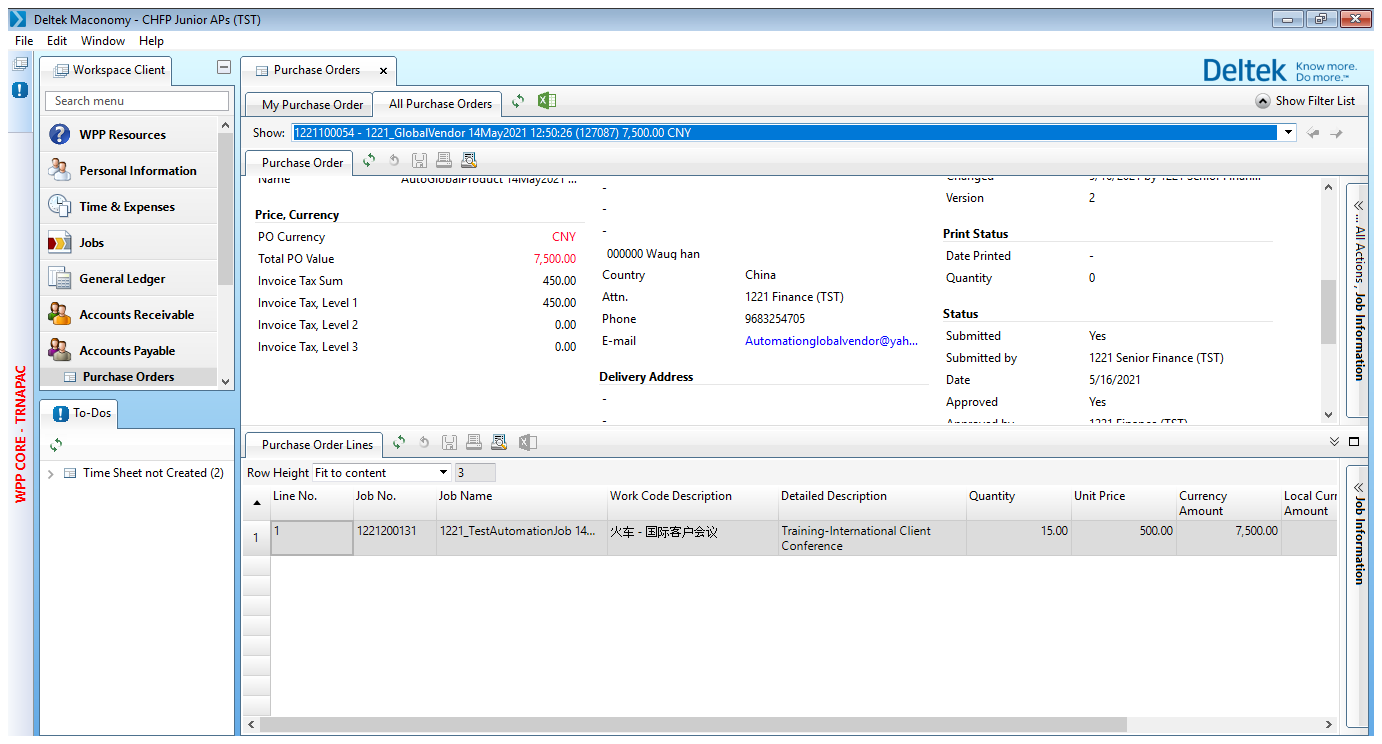 Deltek Maconomy - CHFP Junior APs (TST)
File Edit Window Help
Workspace Client
Search menu
WPP Resources
Personal Information
Time & Expenses
Jobs
General Ledger
Accounts Receivable
Accounts Payable
Purchase Orders
To-Dos
Time Sheet not Created (2)
WPP CORE - TRNAPAC
Purchase Orders
Deltek Know more. Do more.™
My Purchase Order All Purchase Orders
Show Filter List
Show: 1221100054 - 1221_GlobalVendor 14May2021 12:50:26 (127087) 7,500.00 CNY
Purchase Order
Name AutoGlobalProduct 14May2021 ...
Price, Currency
PO Currency CNY
Total PO Value 7,500.00
Invoice Tax Sum 450.00
Invoice Tax, Level 1 450.00
Invoice Tax, Level 2 0.00
Invoice Tax, Level 3 0.00
-
-
-
000000 Wauq han
Country China
Attn. 1221 Finance (TST)
Phone 9683254705
E-mail Automationglobalvendor@yah...
Delivery Address
-
-
Changed 5/16/2021 by 1221 Senior Finan...
Version 2
Print Status
Date Printed -
Quantity 0
Status
Submitted Yes
Submitted by 1221 Senior Finance (TST)
Date 5/16/2021
Approved Yes
Approved by 1221 Finance (TST)
... All Actions , Job Information
Purchase Order Lines
Row Height Fit to content 3
Line No. Job No. Job Name Work Code Description Detailed Description Quantity Unit Price Currency Local Curr
Amount Amount
1 1 1221200131 1221_TestAutomationJob 14... 火车 - 国际客户会议 Training-International Client 15.00 500.00 7,500.00
Conference
Job Information